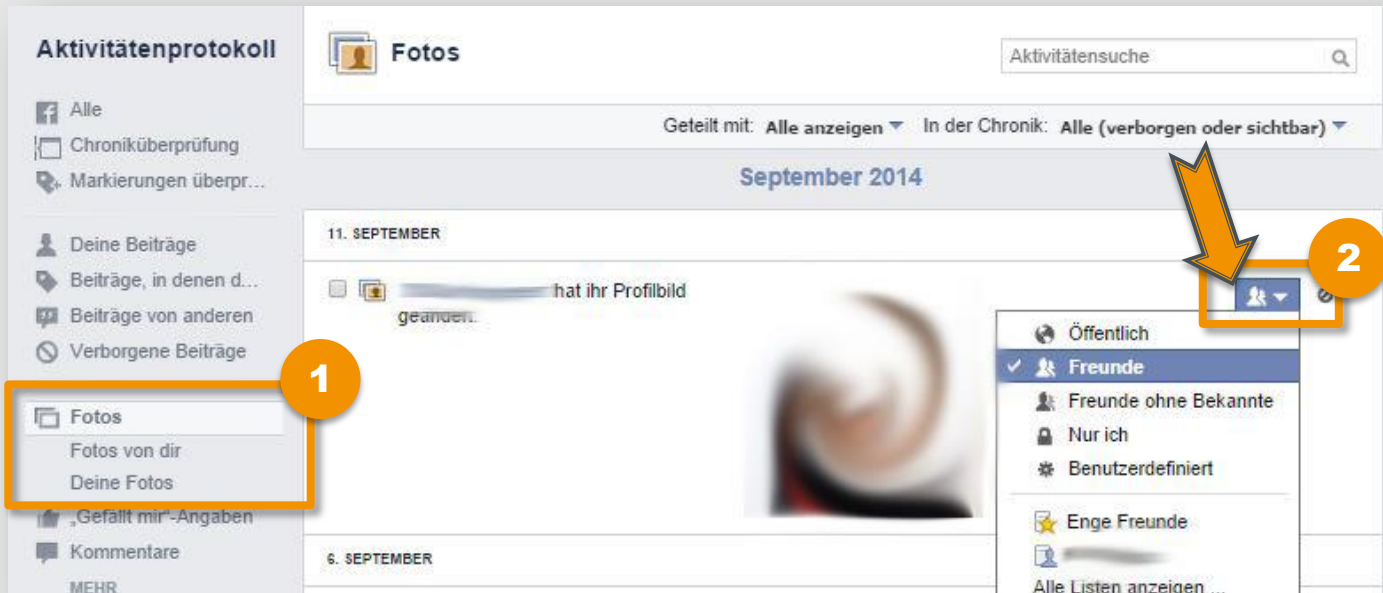 Aktivitätenprotokoll
Alle
Chroniküberprüfung
Markierungen überpr...
Deine Beiträge
Beiträge, in denen d...
Beiträge von anderen
Verborgene Beiträge
1
Fotos
Fotos von dir
Deine Fotos
„Gefällt mir"-Angaben
Kommentare
MEHR
Fotos
Aktivitätensuche
Geteilt mit: Alle anzeigen In der Chronik: Alle (verborgen oder sichtbar)
September 2014
11. SEPTEMBER
hat ihr Profilbild
geändert.
2
Öffentlich
Freunde
Freunde ohne Bekannte
Nur ich
Benutzerdefiniert
Enge Freunde
Alle Listen anzeigen ...
6. SEPTEMBER